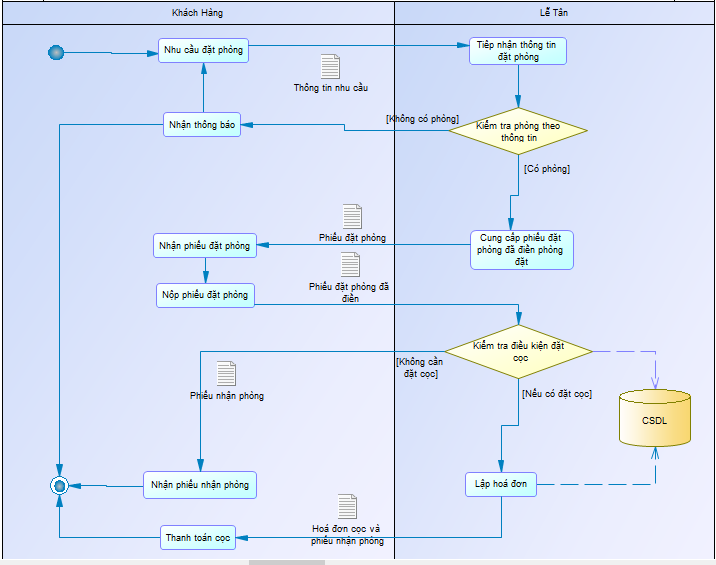 Khách Hàng
Lễ Tân
Nhu cầu đặt phòng
Tiếp nhận thông tin
đặt phòng
Thông tin nhu cầu
Nhận thông báo
[Không có phòng]
Kiểm tra phòng theo
thông tin
[Có phòng]
Phiếu đặt phòng
Nhận phiếu đặt phòng
Cung cấp phiếu đặt
phòng đã điền phòng
đặt
Nộp phiếu đặt phòng
Phiếu đặt phòng đã
điền
Kiểm tra điều kiện đặt
cọc
[Không cần
đặt cọc]
Phiếu nhận phòng
[Nếu có đặt cọc]
CSDL
Nhận phiếu nhận phòng
Lập hoá đơn
Hoá đơn cọc và
phiếu nhận phòng
Thanh toán cọc